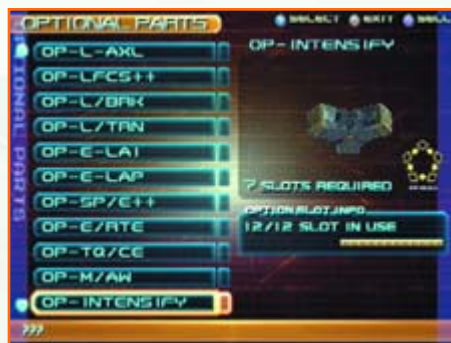 OPTIONAL PARTS
SELECT EXIT
OP-INTENSIFY
OP-L-AXL
OP-LFCS++
OP-L/BRK
OP-L/TRN
OP-E-LAI
OP-E-LAP
OP-SP/E++
OP-E/RTE
OP-TQ/CE
OP-M/AW
OP-INTENSIFY
7 SLOTS REQUIRED
OPTION SLOT INFO
12/12 SLOT IN USE
OPTIONAL PARTS
>>>